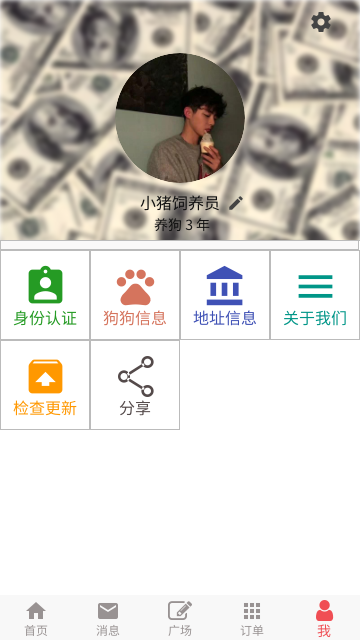 小猪饲养员
养狗 3 年
身份认证
狗狗信息
地址信息
关于我们
检查更新
分享
首页
消息
广场
订单
我